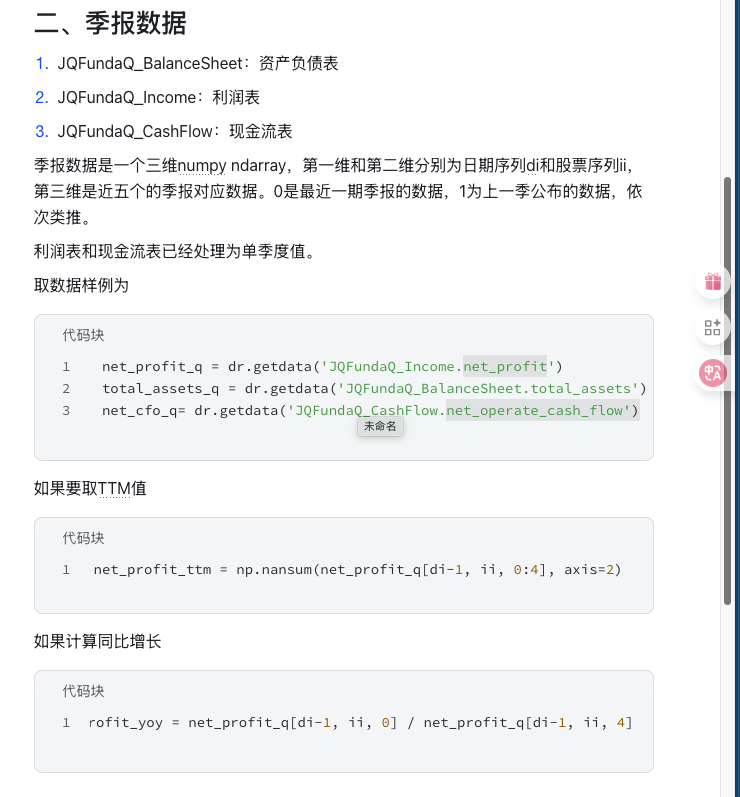 二、季报数据
1. JQFundaQ_BalanceSheet：资产负债表
2. JQFundaQ_Income：利润表
3. JQFundaQ_CashFlow：现金流表
季报数据是一个三维numpy ndarray，第一维和第二维分别为日期序列di和股票序列ii，
第三维是近五个的季报对应数据。0是最近一期季报的数据，1为上一季公布的数据，依
次类推。
利润表和现金流表已经处理为单季度值。
取数据样例为
代码块
1 net_profit_q = dr.getdata('JQFundaQ_Income.net_profit')
2 total_assets_q = dr.getdata('JQFundaQ_BalanceSheet.total_assets')
3 net_cfo_q= dr.getdata('JQFundaQ_CashFlow.net_operate_cash_flow')
未命名
如果要取TTM值
代码块
1 net_profit_ttm = np.nansum(net_profit_q[di-1, ii, 0:4], axis=2)
如果计算同比增长
代码块
1 rofit_yoy = net_profit_q[di-1, ii, 0] / net_profit_q[di-1, ii, 4]